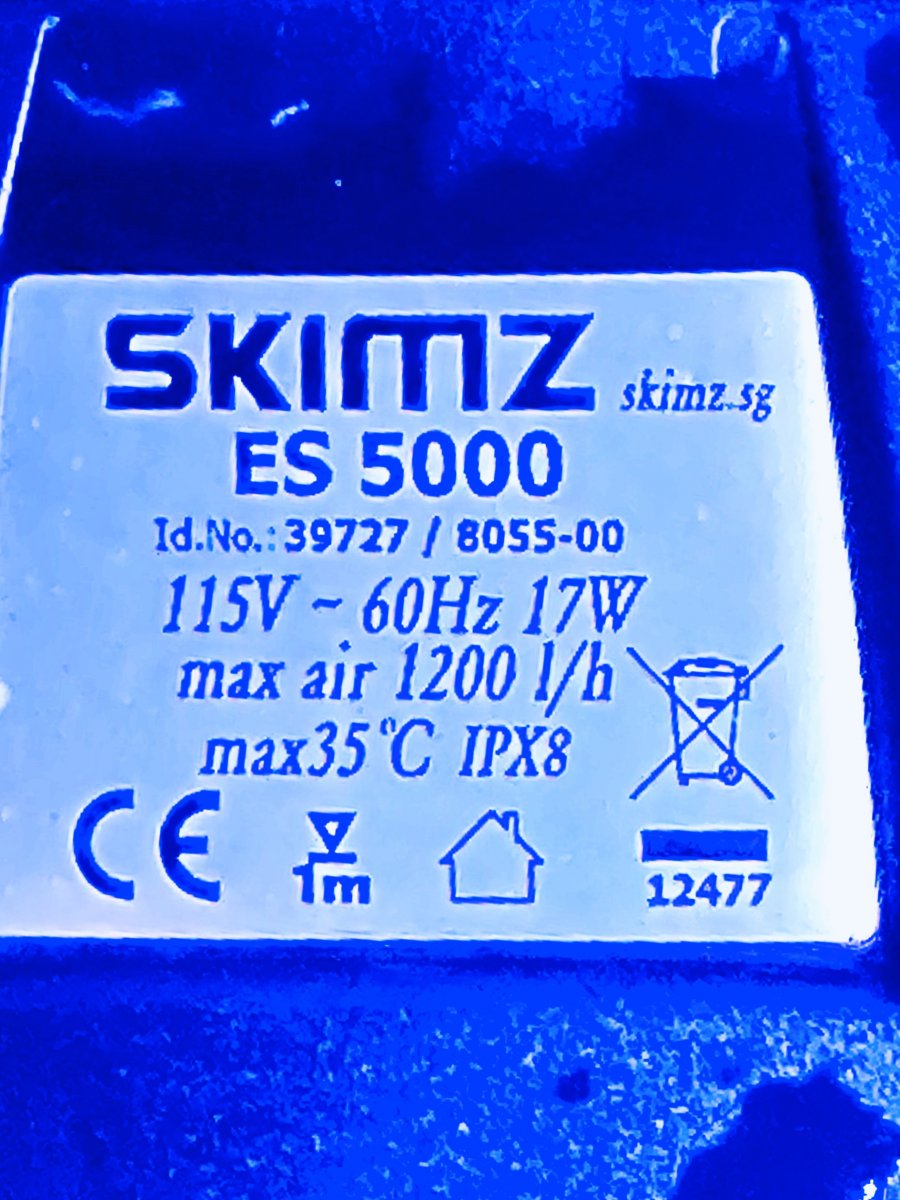 SKIMZ skimz.sg
ES 5000
Id.No.: 39727 / 8055-00
115V ~ 60Hz 17W
max air 1200 l/h
max35°C IPX8
CE 1m 12477